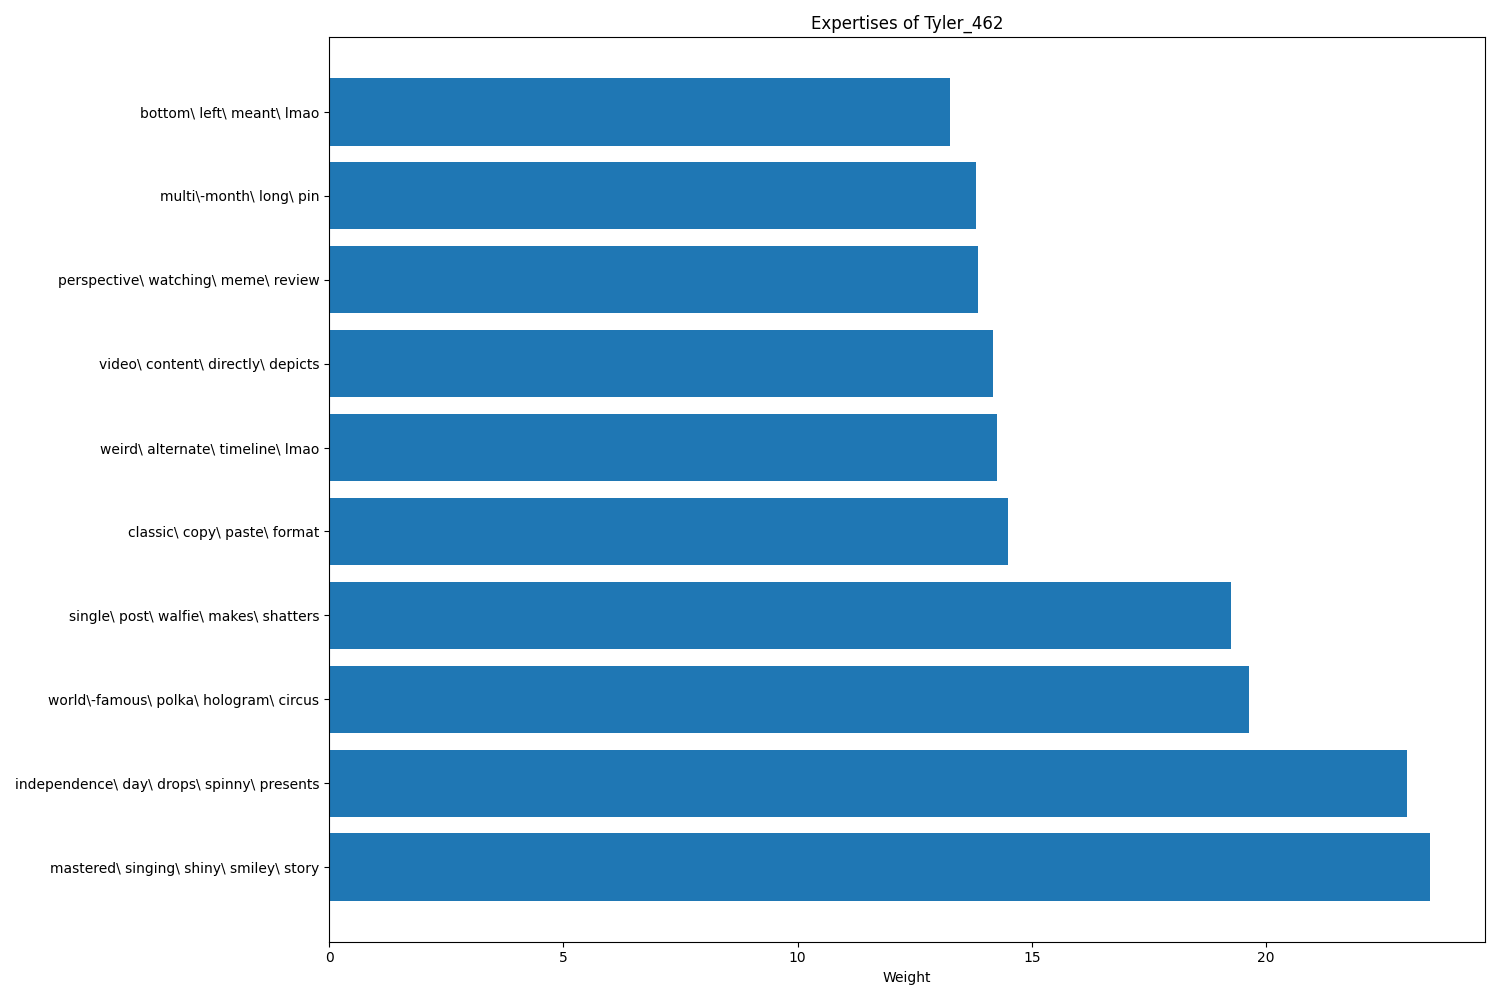 Expertises of Tyler_462
bottom\ left\ meant\ lmao
multi\-month\ long\ pin
perspective\ watching\ meme\ review
video\ content\ directly\ depicts
weird\ alternate\ timeline\ lmao
classic\ copy\ paste\ format
single\ post\ walfie\ makes\ shatters
world\-famous\ polka\ hologram\ circus
independence\ day\ drops\ spinny\ presents
mastered\ singing\ shiny\ smiley\ story
0 5 10 15 20
Weight